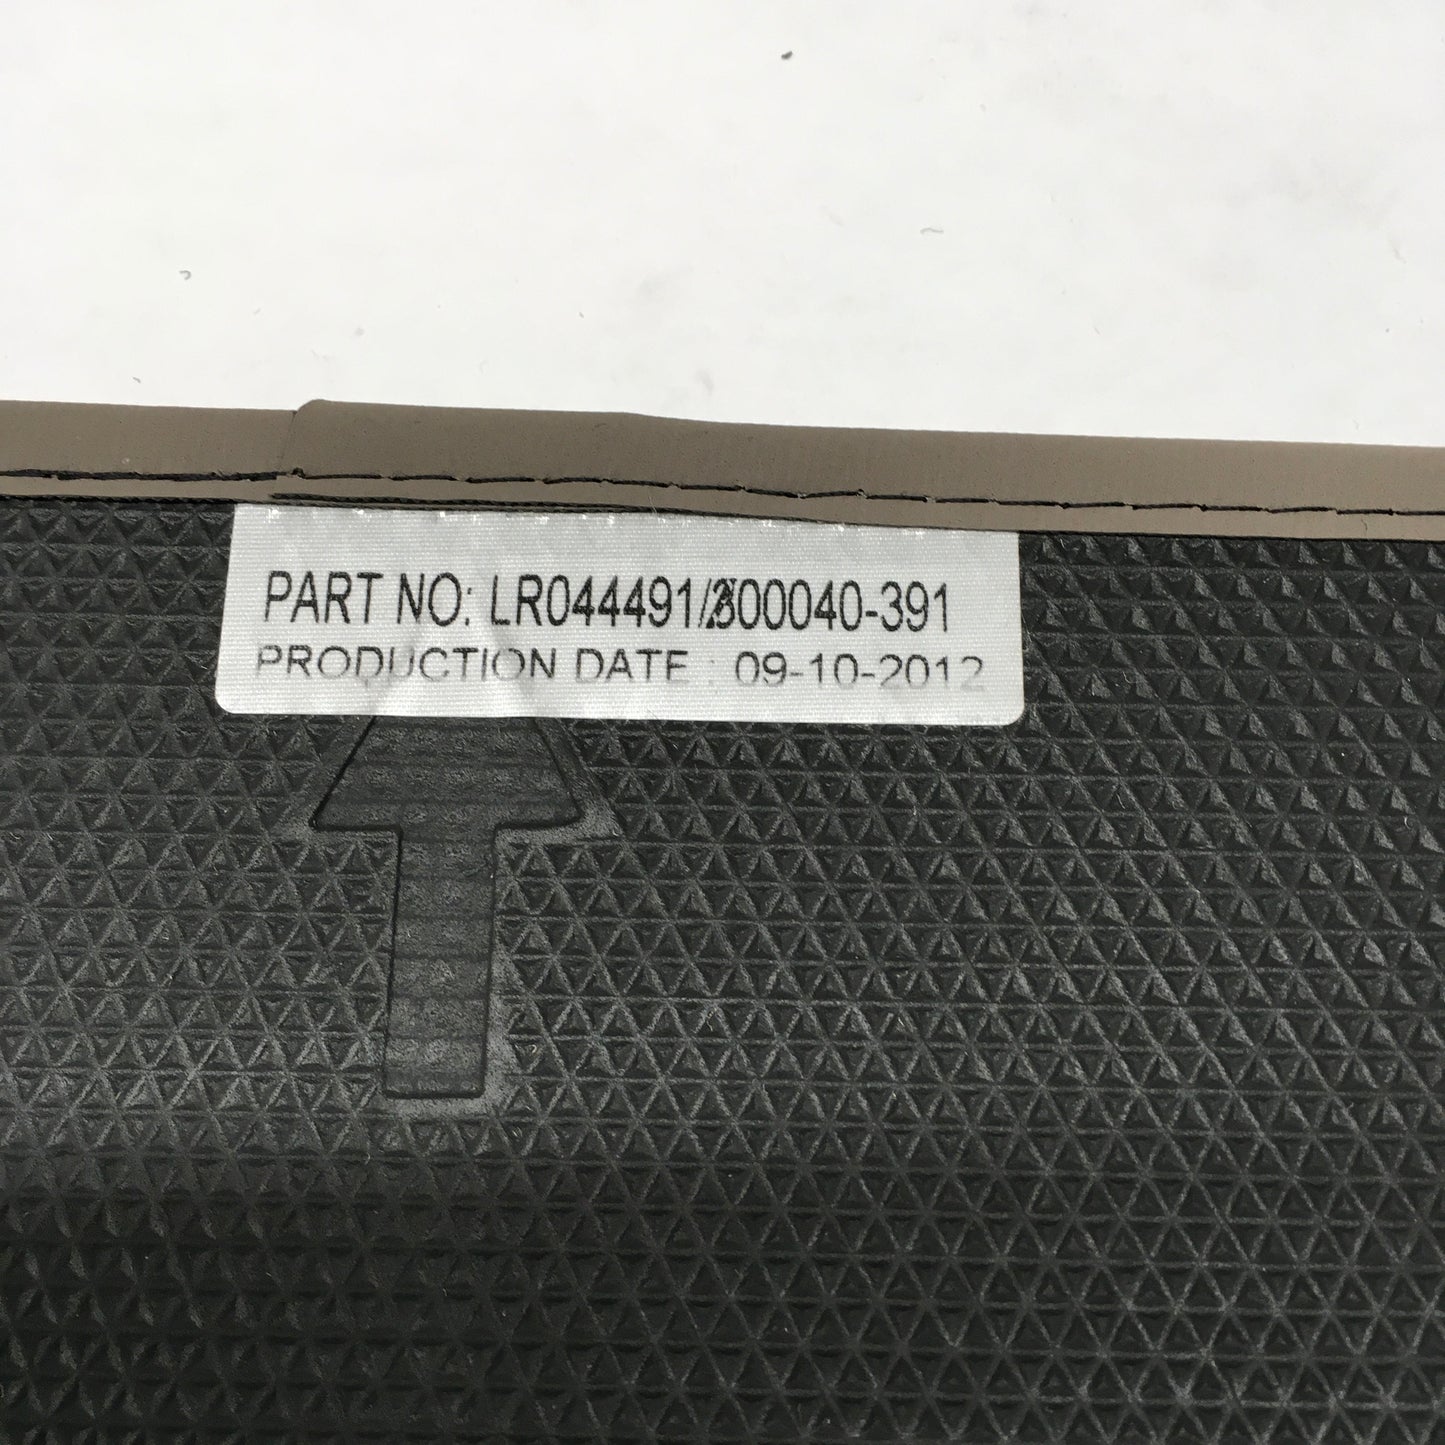 PART NO: LR044491/300040-391
PRODUCTION DATE : 09-10-2012